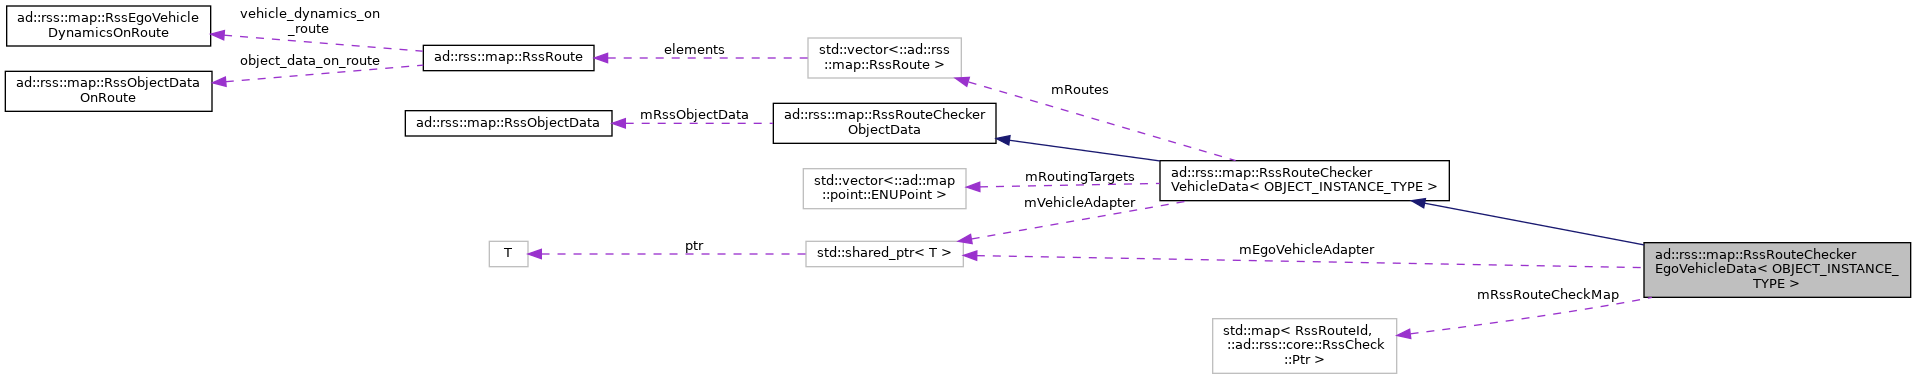 ad::rss::map::RssEgoVehicle
DynamicsOnRoute
vehicle_dynamics_on
_route
ad::rss::map::RssObjectData
OnRoute
object_data_on_route
ad::rss::map::RssRoute
elements
std::vector<::ad::rss
::map::RssRoute >
mRoutes
ad::rss::map::RssObjectData
mRssObjectData
ad::rss::map::RssRouteChecker
ObjectData
std::vector<::ad::map
::point::ENUPoint >
mRoutingTargets
mVehicleAdapter
ad::rss::map::RssRouteChecker
VehicleData< OBJECT_INSTANCE_TYPE >
T
ptr
std::shared_ptr< T >
mEgoVehicleAdapter
ad::rss::map::RssRouteChecker
EgoVehicleData< OBJECT_INSTANCE_
TYPE >
mRssRouteCheckMap
std::map< RssRouteId,
::ad::rss::core::RssCheck
::Ptr >